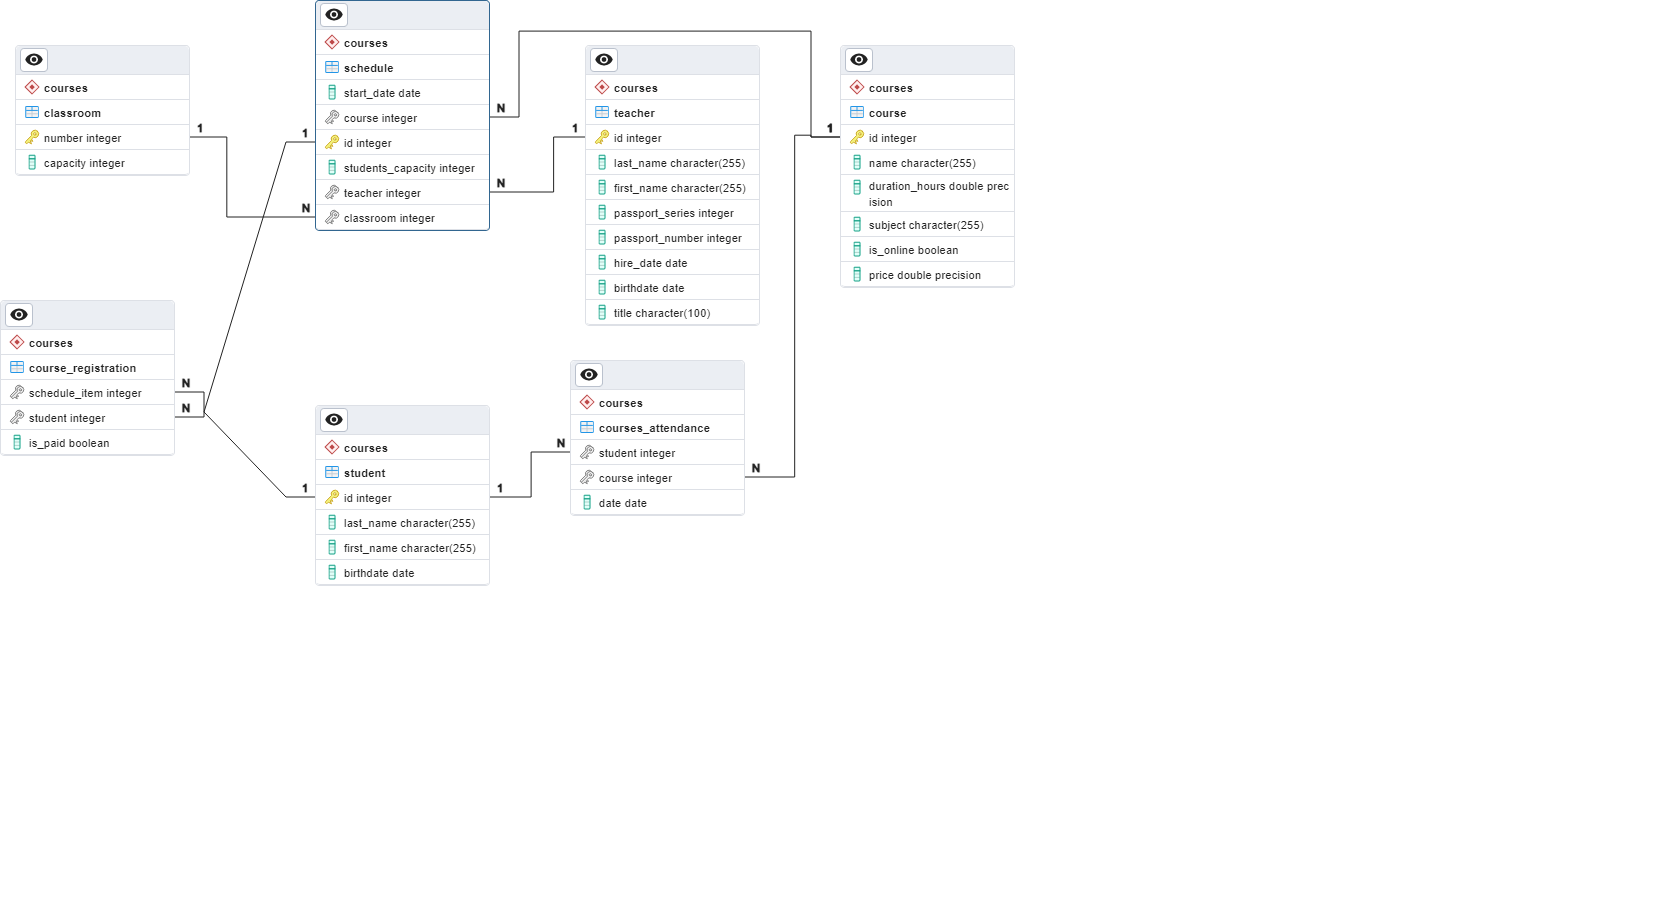 courses
classroom
number integer
capacity integer
1
courses
schedule
start_date date
course integer
id integer
students_capacity integer
teacher integer
classroom integer
1
N
N
N
courses
teacher
id integer
last_name character(255)
first_name character(255)
passport_series integer
passport_number integer
hire_date date
birthdate date
title character(100)
1
courses
course
id integer
name character(255)
duration_hours double prec
ision
subject character(255)
is_online boolean
price double precision
1
courses
course_registration
schedule_item integer
student integer
is_paid boolean
N
N
courses
student
id integer
last_name character(255)
first_name character(255)
birthdate date
1
1
courses
courses_attendance
student integer
course integer
date date
N
N